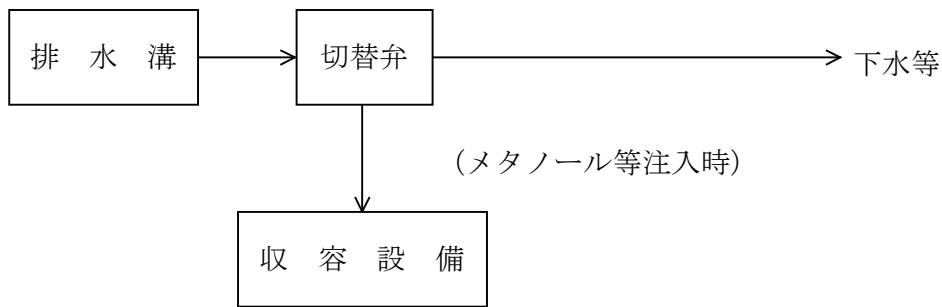 排 水 溝
切替弁
下水等
（メタノール等注入時）
収 容 設 備